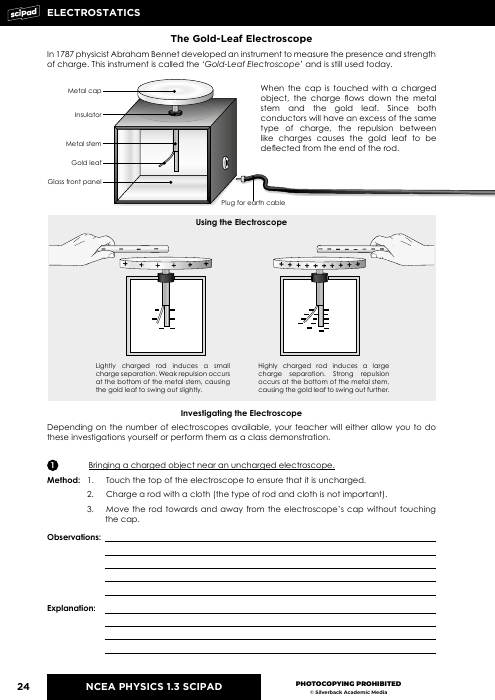 scipad ELECTROSTATICS
The Gold-Leaf Electroscope
In 1787 physicist Abraham Bennet developed an instrument to measure the presence and strength
of charge. This instrument is called the ‘Gold-Leaf Electroscope’ and is still used today.
Metal cap
Insulator
Metal stem
Gold leaf
Glass front panel
When the cap is touched with a charged
object, the charge flows down the metal
stem and the gold leaf. Since both
conductors will have an excess of the same
type of charge, the repulsion between
like charges causes the gold leaf to be
deflected from the end of the rod.
Plug for earth cable
Using the Electroscope
Lightly charged rod induces a small
charge separation. Weak repulsion occurs
at the bottom of the metal stem, causing
the gold leaf to swing out slightly.
Highly charged rod induces a large
charge separation. Strong repulsion
occurs at the bottom of the metal stem,
causing the gold leaf to swing out further.
Investigating the Electroscope
Depending on the number of electroscopes available, your teacher will either allow you to do
these investigations yourself or perform them as a class demonstration.
1 Bringing a charged object near an uncharged electroscope.
Method: 1. Touch the top of the electroscope to ensure that it is uncharged.
2. Charge a rod with a cloth (the type of rod and cloth is not important).
3. Move the rod towards and away from the electroscope’s cap without touching
the cap.
Observations:
Explanation:
24 NCEA PHYSICS 1.3 SCIPAD PHOTOCOPYING PROHIBITED
© Silverback Academic Media